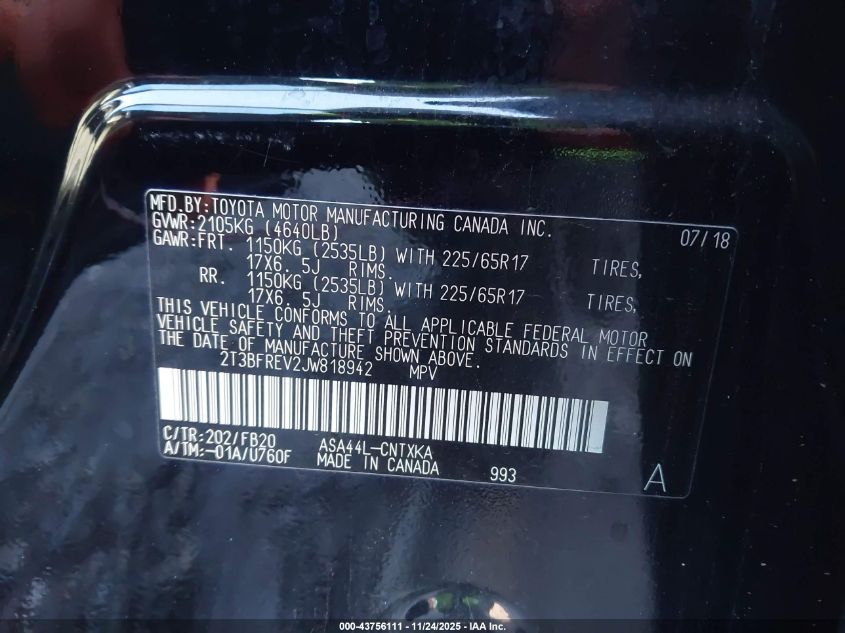 MFD.BY:TOYOTA MOTOR MANUFACTURING CANADA INC.
GVWR:2105KG (4640LB) 07/18
GAWR:FRT. 1150KG (2535LB) WITH 225/65R17 TIRES,
17X6. 5J RIMS.
RR. 1150KG (2535LB) WITH 225/65R17 TIRES,
17X6. 5J RIMS.
THIS VEHICLE CONFORMS TO ALL APPLICABLE FEDERAL MOTOR
VEHICLE SAFETY AND THEFT PREVENTION STANDARDS IN EFFECT ON
THE DATE OF MANUFACTURE SHOWN ABOVE.
2T3BFREV2JW818942 MPV
C/TR:202/FB20 ASA44L-CNTXKA
A/TM:-01A/U760F MADE IN CANADA 993 A
000-43756111 - 11/24/2025 - IAA Inc.